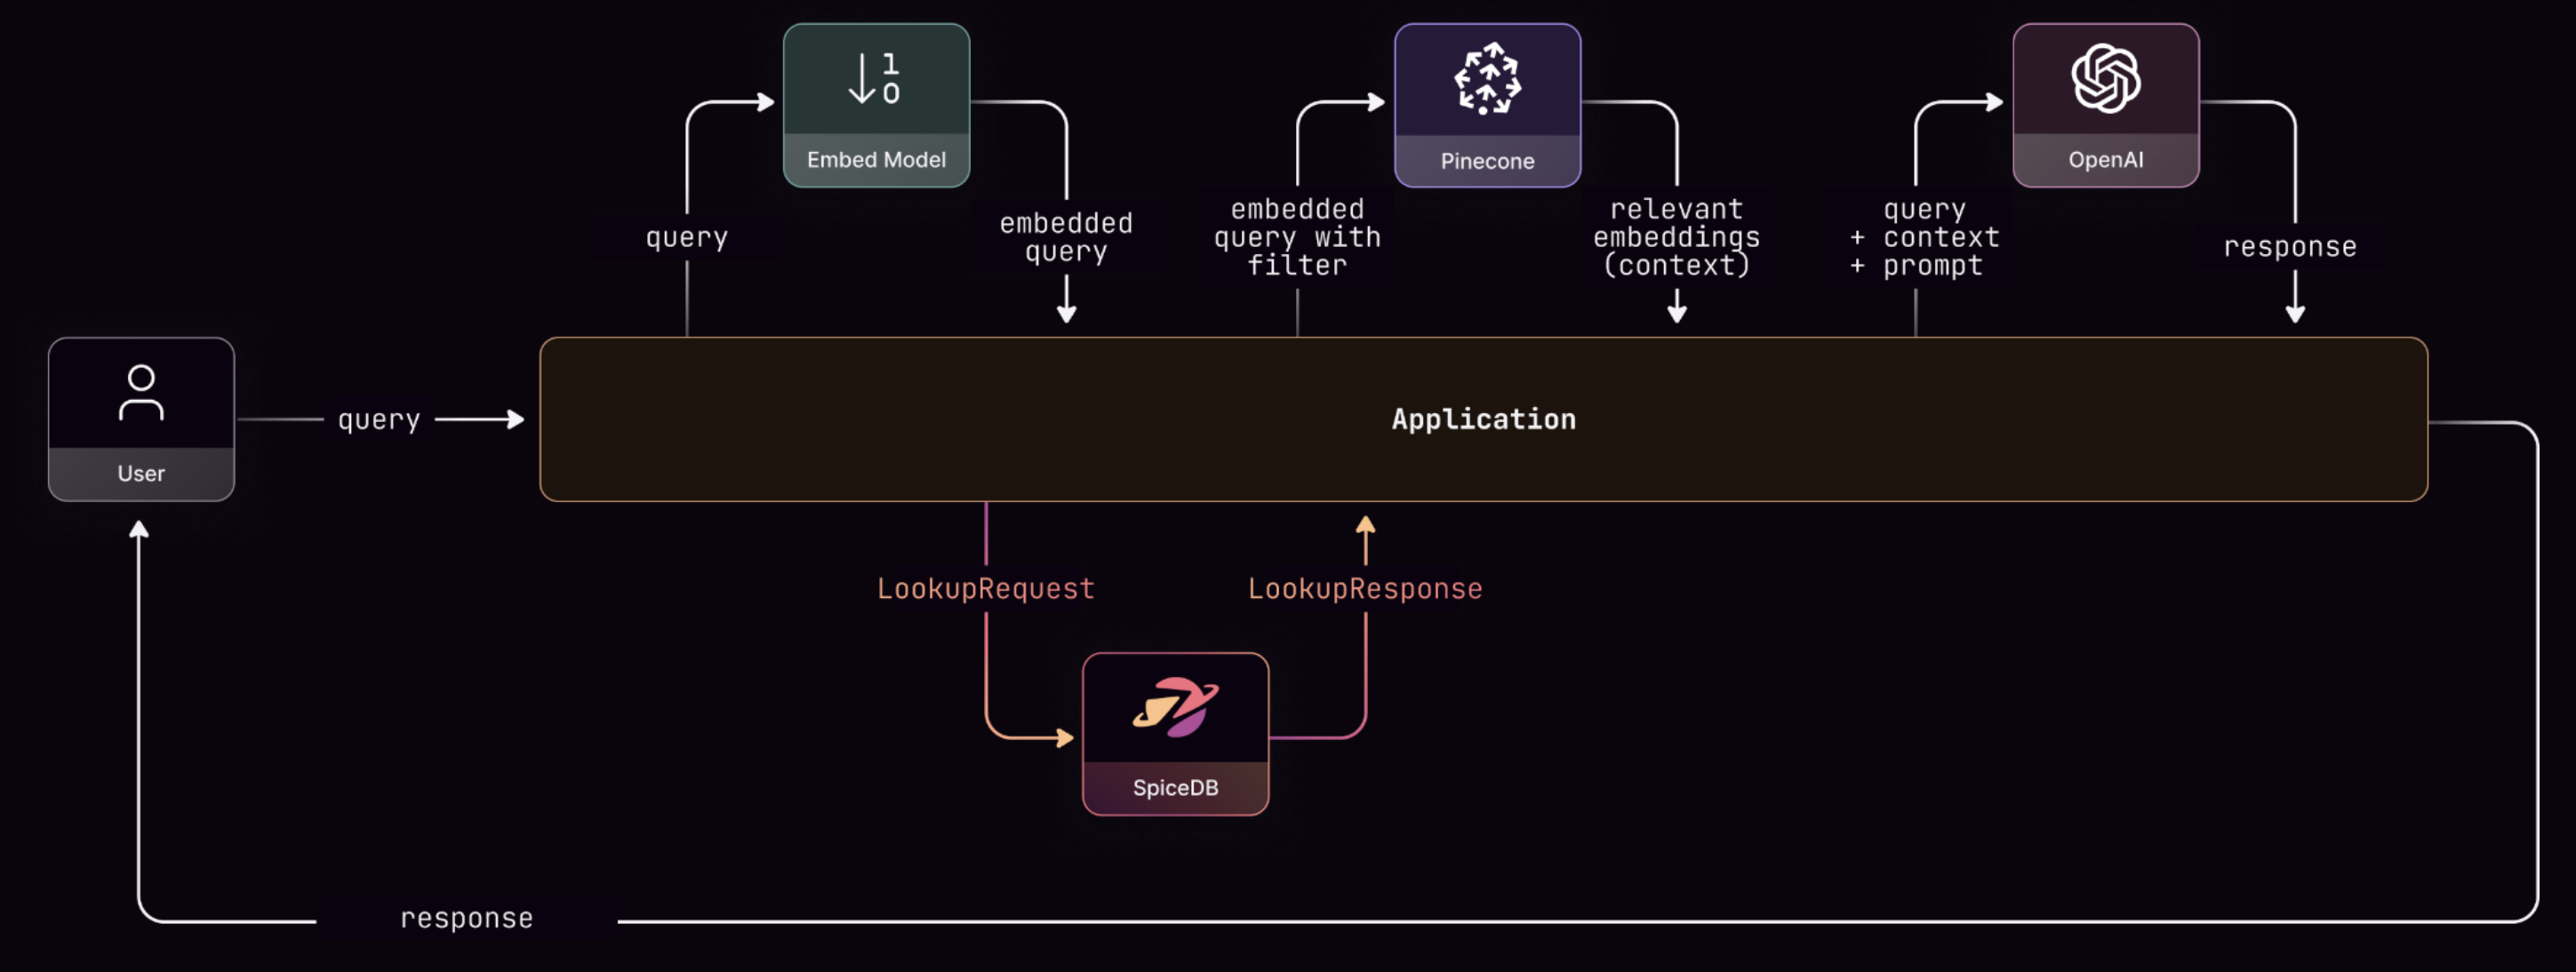 1
0
Embed Model
Pinecone
OpenAI
query
embedded
query
embedded
query with
filter
relevant
embeddings
(context)
query
+ context
+ prompt
response
User
query
Application
LookupRequest
LookupResponse
SpiceDB
response